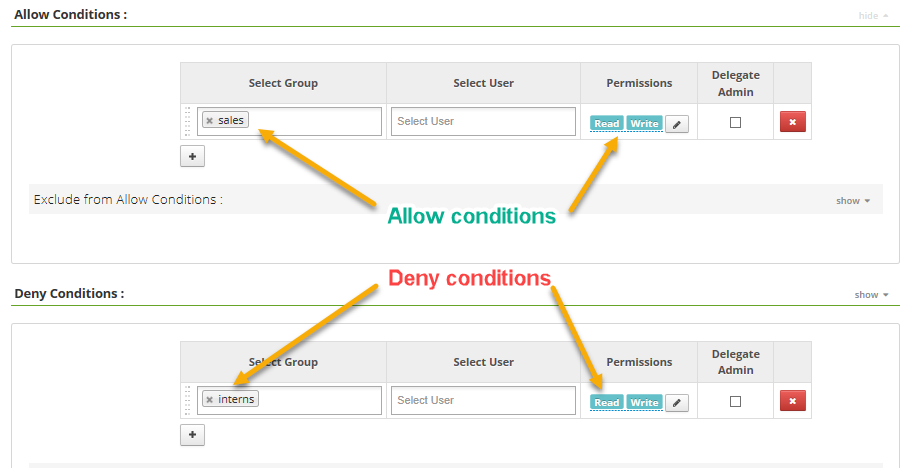 Allow Conditions :
hide
Select Group Select User Permissions Delegate Admin
× sales Select User Read Write
+
Exclude from Allow Conditions :
show
Allow conditions
Deny conditions
Deny Conditions :
show
Select Group Select User Permissions Delegate Admin
× interns Select User Read Write
+